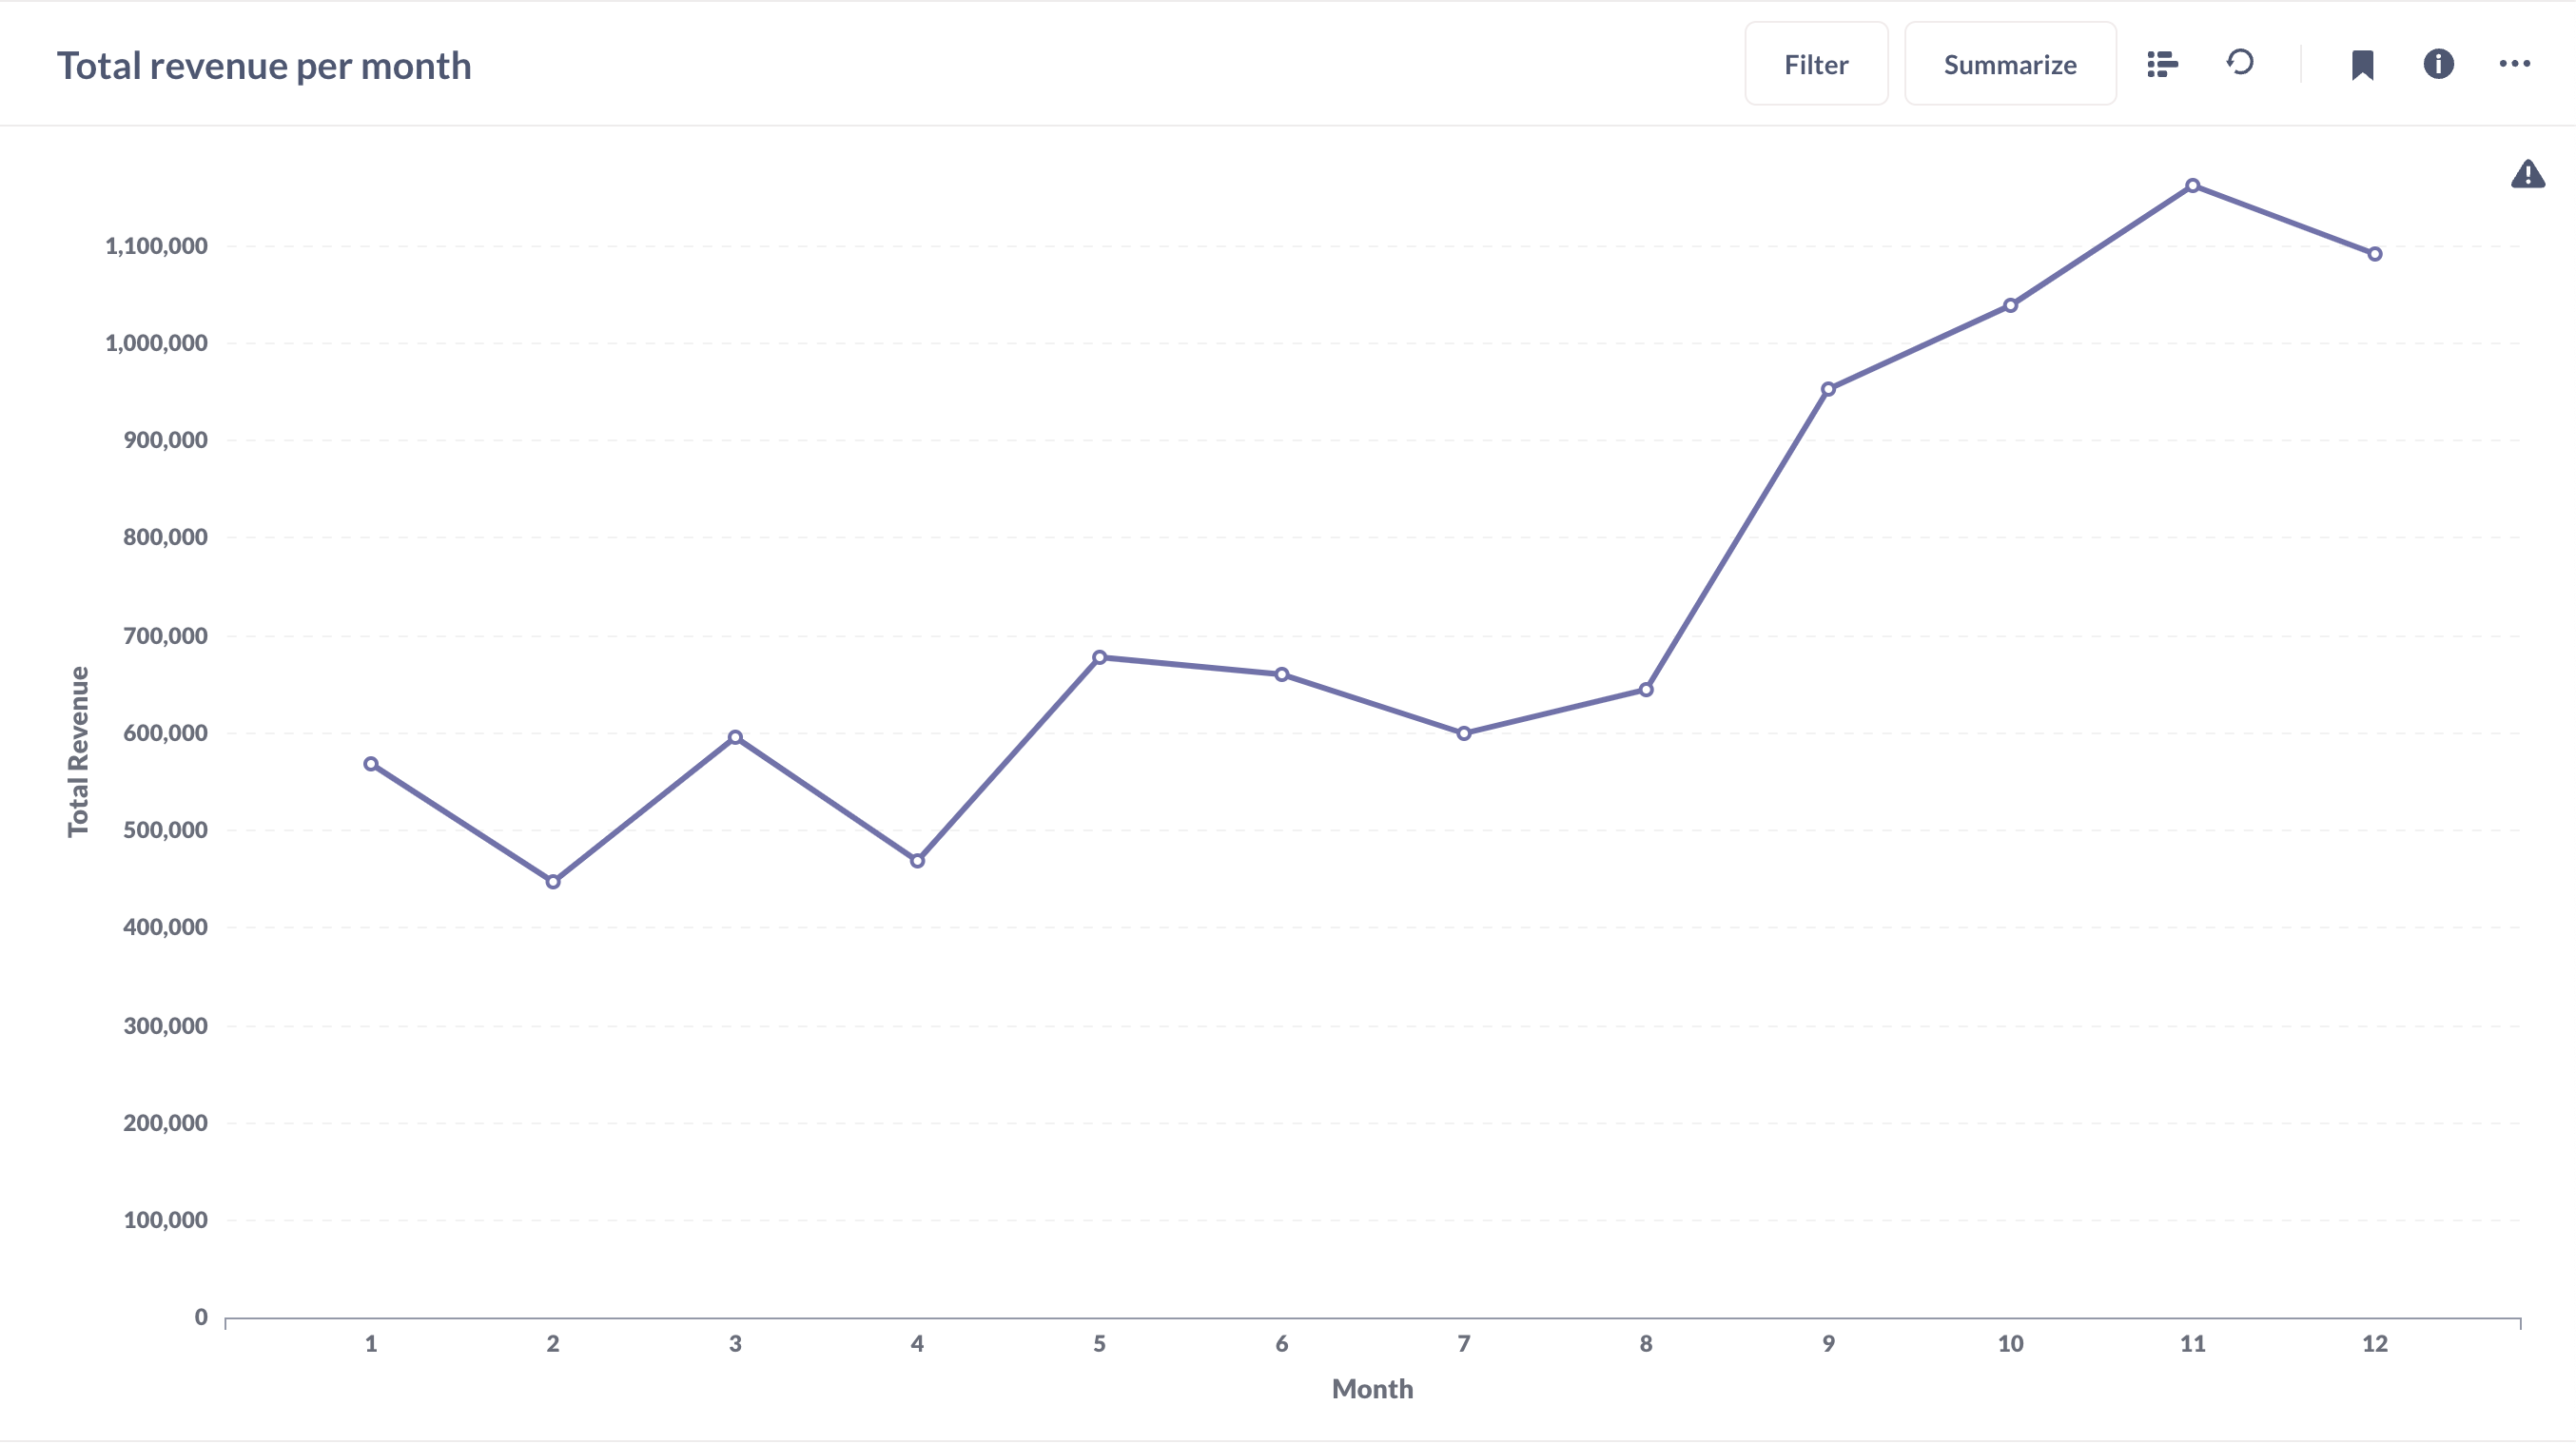 Total revenue per month
Filter
Summarize
Total Revenue
1,100,000
1,000,000
900,000
800,000
700,000
600,000
500,000
400,000
300,000
200,000
100,000
0
1 2 3 4 5 6 7 8 9 10 11 12
Month